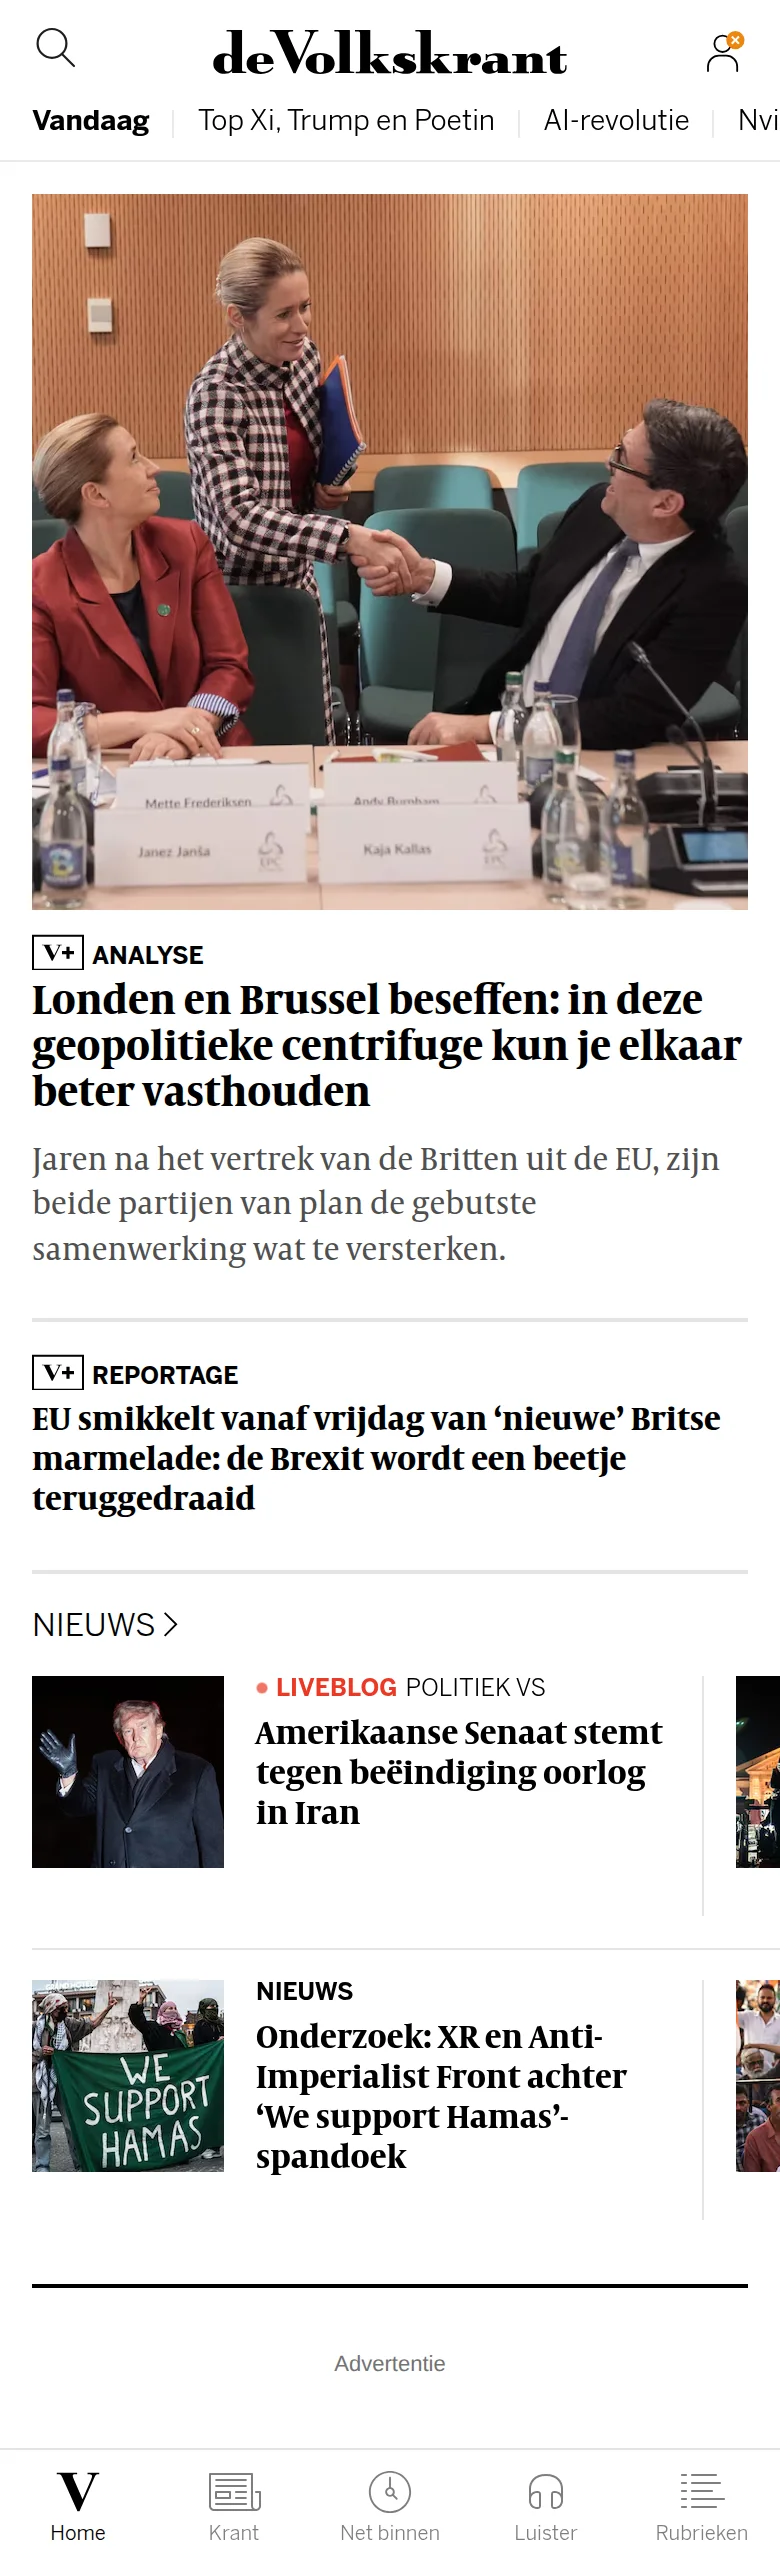 deVolkskrant
Vandaag
Top Xi, Trump en Poetin
AI-revolutie
Nvi
Mette Frederiksen
Andy Burnham
Janez Janša
Kaja Kallas
EPC
EPC
V+ ANALYSE
Londen en Brussel beseffen: in deze
geopolitieke centrifuge kun je elkaar
beter vasthouden
Jaren na het vertrek van de Britten uit de EU, zijn
beide partijen van plan de gebutste
samenwerking wat te versterken.
V+ REPORTAGE
EU smikkelt vanaf vrijdag van ‘nieuwe’ Britse
marmelade: de Brexit wordt een beetje
teruggedraaid
NIEUWS
LIVEBLOG POLITIEK VS
Amerikaanse Senaat stemt
tegen beëindiging oorlog
in Iran
WE
SUPPORT
HAMAS
NIEUWS
Onderzoek: XR en Anti-
Imperialist Front achter
‘We support Hamas’-
spandoek
Advertentie
V
Home
Krant
Net binnen
Luister
Rubrieken